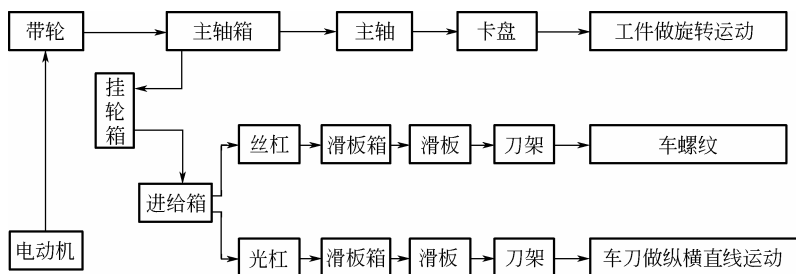 带轮
主轴箱
主轴
卡盘
工件做旋转运动
挂轮箱
丝杠
滑板箱
滑板
刀架
车螺纹
进给箱
电动机
光杠
滑板箱
滑板
刀架
车刀做纵横直线运动